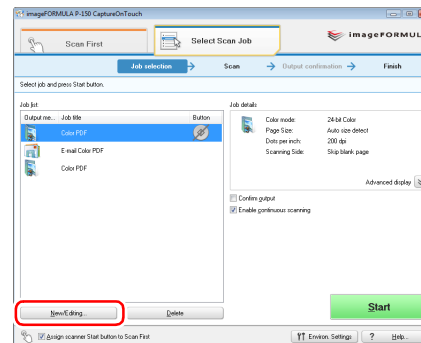 imageFORMULA P-150 CaptureOnTouch
Scan First
Select Scan Job
imageFORMUL
Job selection
Scan
Output confirmation
Finish
Select job and press Start button.
Job list
Output me... Job title Button
Color PDF
E-mail Color PDF
Color PDF
Job details
Color mode: 24-bit Color
Page Size: Auto size detect
Dots per inch: 200 dpi
Scanning Side: Skip blank page
Advanced display
Confirm output
Enable continuous scanning
New/Editing...
Delete
Start
Assign scanner Start button to Scan First
Environ. Settings
? Help...